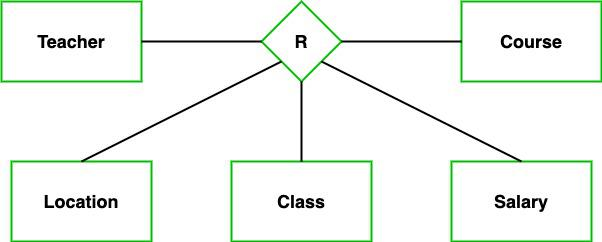 Teacher
R
Course
Location
Class
Salary